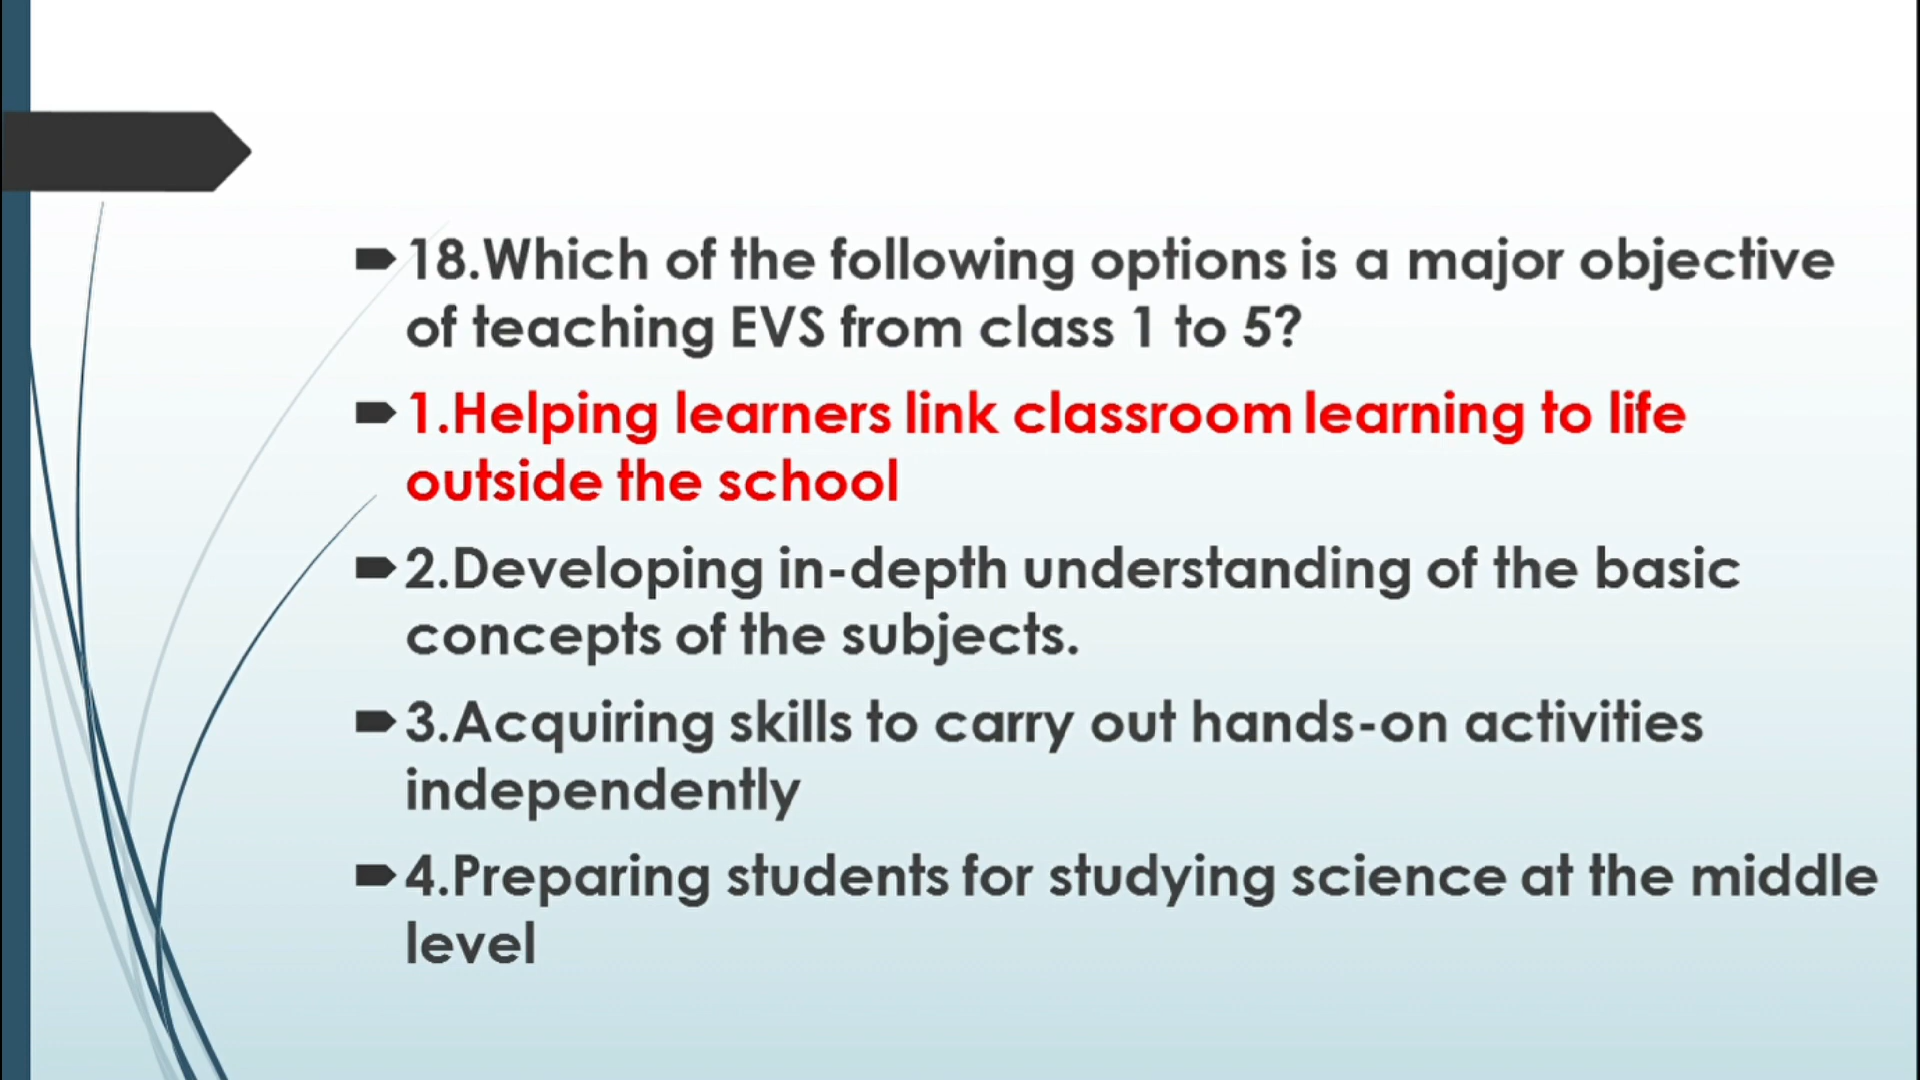 18.Which of the following options is a major objective
of teaching EVS from class 1 to 5?
1.Helping learners link classroom learning to life
outside the school
2.Developing in-depth understanding of the basic
concepts of the subjects.
3.Acquiring skills to carry out hands-on activities
independently
4.Preparing students for studying science at the middle
level